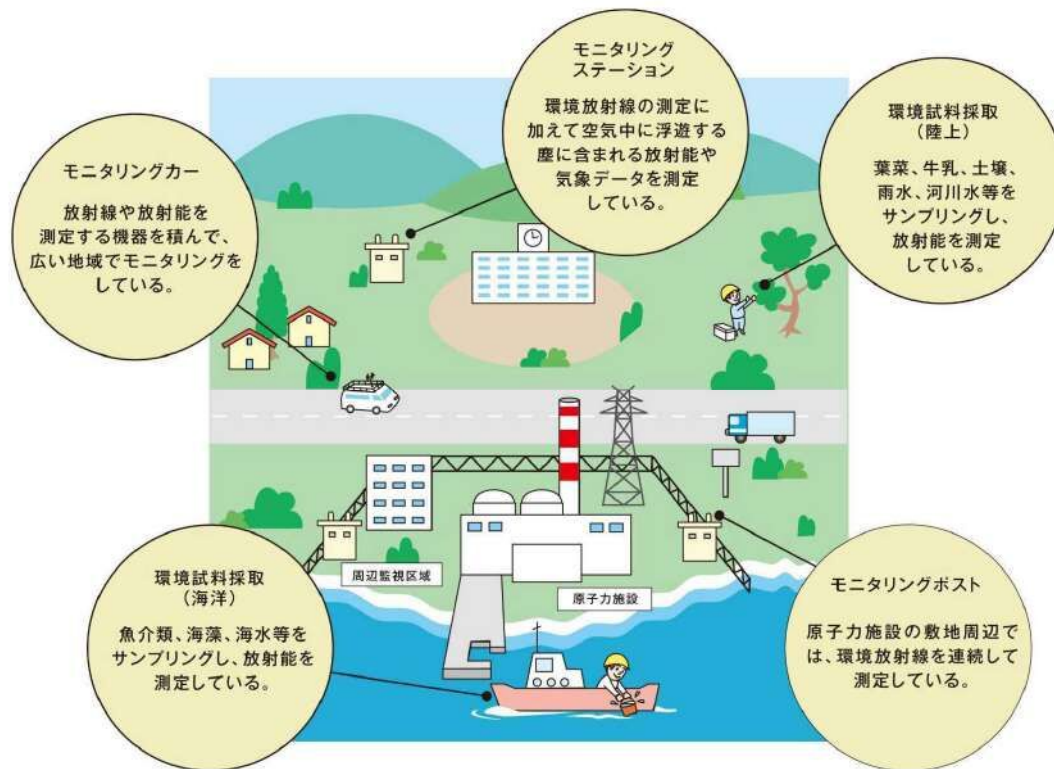 モニタリング
ステーション
環境放射線の測定に
加えて空気中に浮遊する
塵に含まれる放射能や
気象データを測定
している。
環境試料採取
(陸上)
葉菜、牛乳、土壌、
雨水、河川水等を
サンプリングし、
放射能を測定
している。
モニタリングカー
放射線や放射能を
測定する機器を積んで、
広い地域でモニタリングを
している。
周辺監視区域
原子力施設
環境試料採取
(海洋)
魚介類、海藻、海水等を
サンプリングし、放射能を
測定している。
モニタリングポスト
原子力施設の敷地周辺で
は、環境放射線を連続して
測定している。